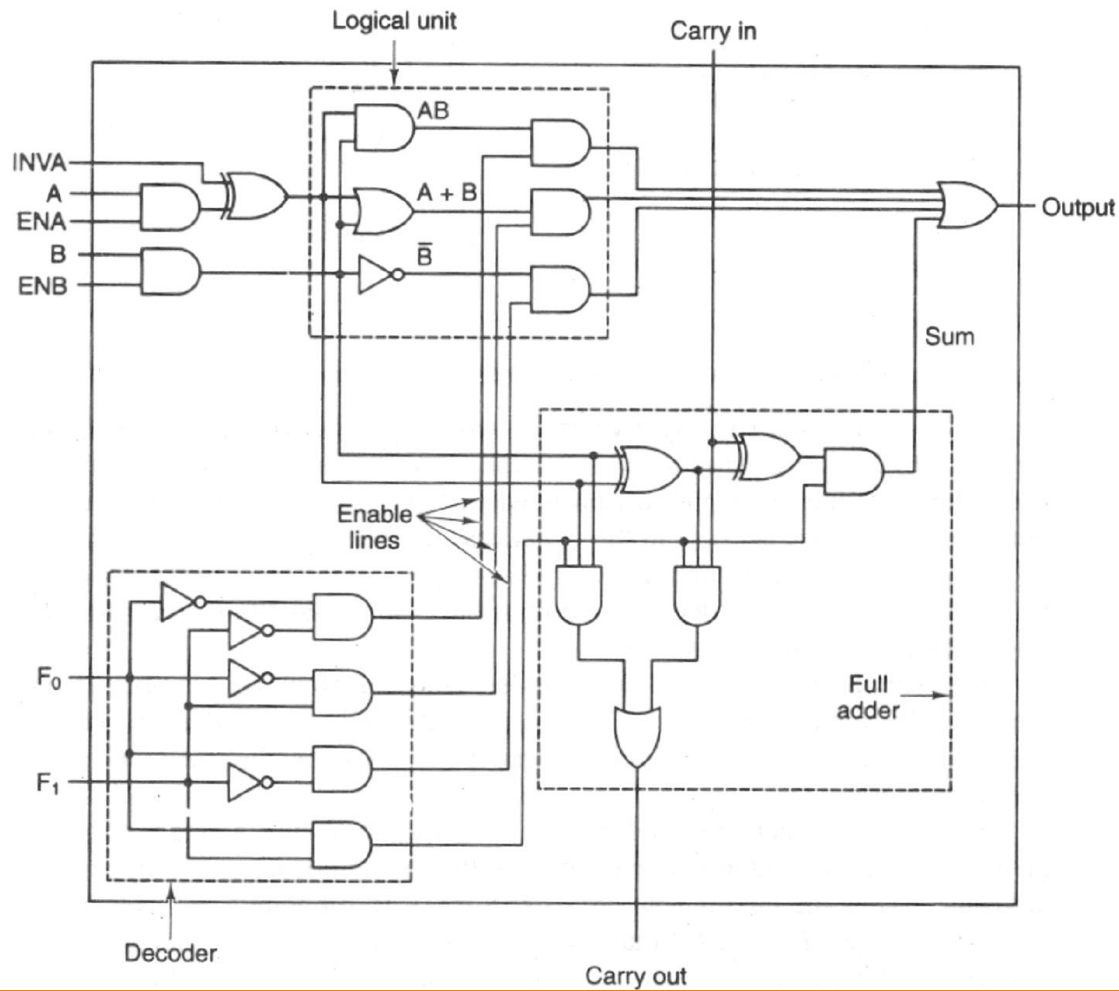 Logical unit
Carry in
INVA
A
ENA
B
ENB
AB
A + B
B̅
Output
Sum
Enable
lines
F₀
F₁
Full
adder
Decoder
Carry out